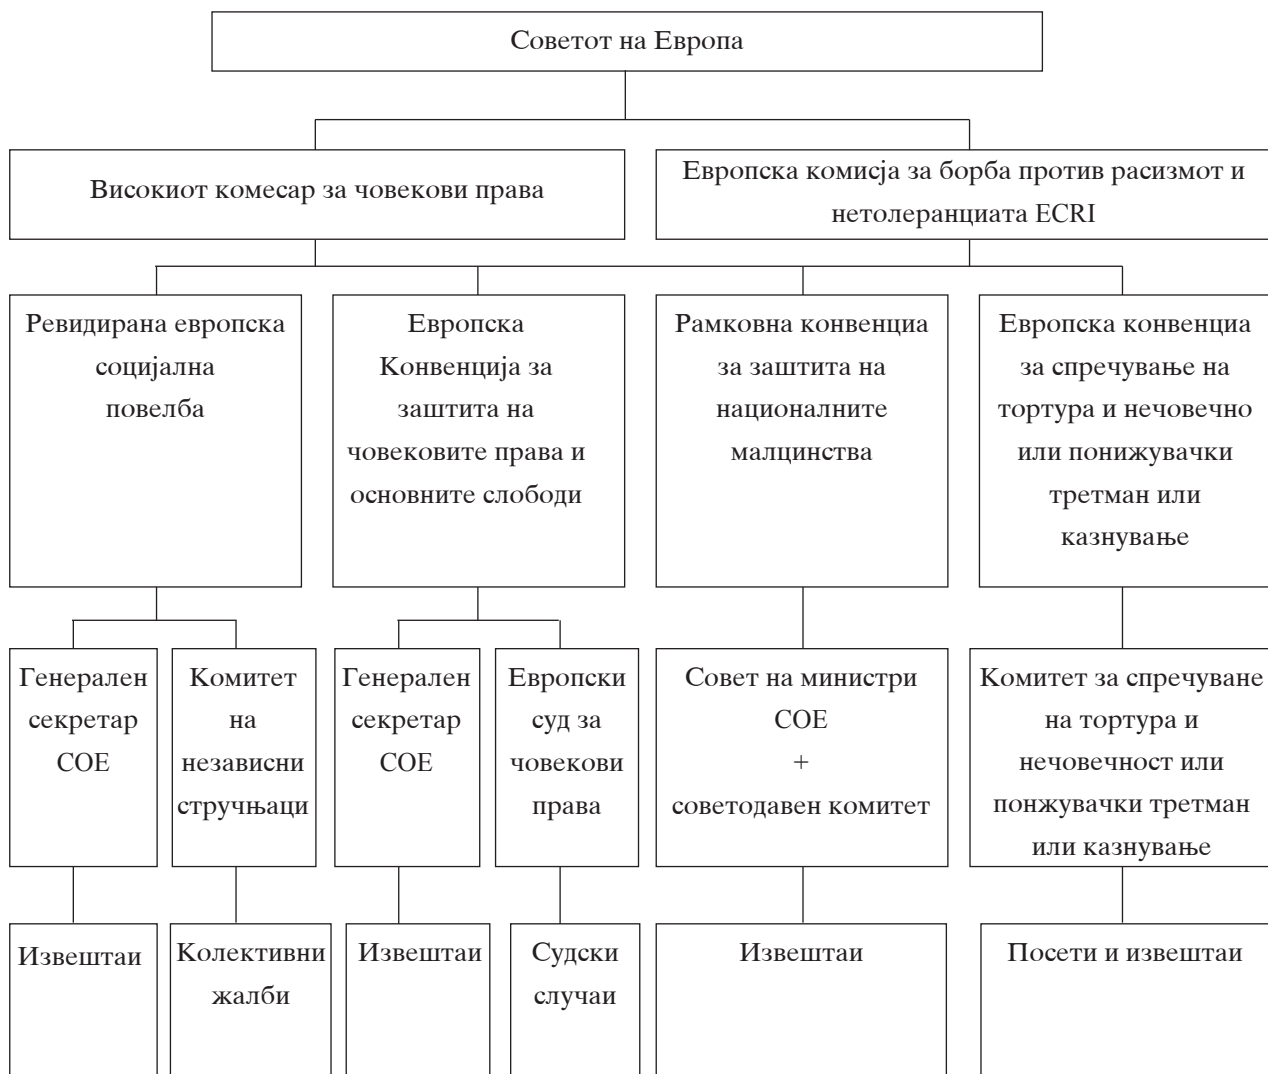 Советот на Европа
Високиот комесар за човекови права
Европска комисја за борба против расизмот и
нетолеранциата ECRI
Ревидирана европска
социјална
повелба
Европска
Конвенција за
заштита на
човековите права и
основните слободи
Рамковна конвенциа
за заштита на
националните
малцинства
Европска конвенциа
за спречување на
тортура и нечовечно
или понижувачки
третман или
казнување
Генерален
секретар
СОЕ
Комитет
на
независни
стручњаци
Генерален
секретар
СОЕ
Европски
суд за
човекови
права
Совет на министри
СОЕ
+
советодавен комитет
Комитет за спречуване
на тортура и
нечовечност или
понжувачки третман
или казнување
Извештаи
Колективни
жалби
Извештаи
Судски
случаи
Извештаи
Посети и извештаи